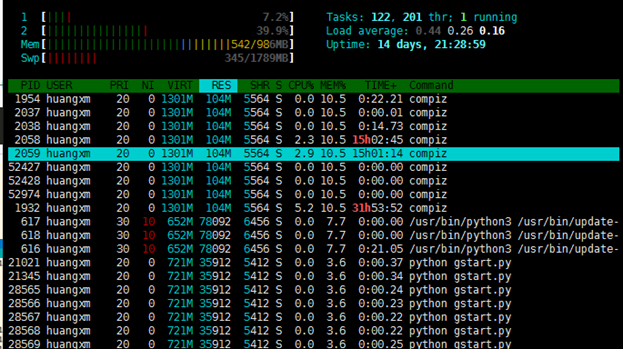 1 [|||| 7.2%] Tasks: 122, 201 thr; 1 running
2 [|||||||||||||||| 39.9%] Load average: 0.44 0.26 0.16
Mem[|||||||||||||||||||||||||||||542/986MB] Uptime: 14 days, 21:28:59
Swp[|||||||| 345/1789MB]
PID USER PRI NI VIRT RES SHR S CPU% MEM% TIME+ Command
1954 huangxm 20 0 1301M 104M 5564 S 0.0 10.5 0:22.21 compiz
2037 huangxm 20 0 1301M 104M 5564 S 0.0 10.5 0:00.01 compiz
2038 huangxm 20 0 1301M 104M 5564 S 0.0 10.5 0:14.73 compiz
2058 huangxm 20 0 1301M 104M 5564 S 2.3 10.5 15h02:45 compiz
2059 huangxm 20 0 1301M 104M 5564 S 2.9 10.5 15h01:14 compiz
52427 huangxm 20 0 1301M 104M 5564 S 0.0 10.5 0:00.00 compiz
52428 huangxm 20 0 1301M 104M 5564 S 0.0 10.5 0:00.00 compiz
52974 huangxm 20 0 1301M 104M 5564 S 0.0 10.5 0:00.00 compiz
1932 huangxm 20 0 1301M 104M 5564 S 5.2 10.5 31h53:52 compiz
617 huangxm 30 10 652M 78092 6456 S 0.0 7.7 0:00.00 /usr/bin/python3 /usr/bin/update-
618 huangxm 30 10 652M 78092 6456 S 0.0 7.7 0:00.00 /usr/bin/python3 /usr/bin/update-
616 huangxm 30 10 652M 78092 6456 S 0.0 7.7 0:21.05 /usr/bin/python3 /usr/bin/update-
21021 huangxm 20 0 721M 35912 5412 S 0.0 3.6 0:00.37 python gstart.py
21345 huangxm 20 0 721M 35912 5412 S 0.0 3.6 0:00.34 python gstart.py
28565 huangxm 20 0 721M 35912 5412 S 0.0 3.6 0:00.24 python gstart.py
28566 huangxm 20 0 721M 35912 5412 S 0.0 3.6 0:00.23 python gstart.py
28567 huangxm 20 0 721M 35912 5412 S 0.0 3.6 0:00.22 python gstart.py
28568 huangxm 20 0 721M 35912 5412 S 0.0 3.6 0:00.22 python gstart.py
28569 huangxm 20 0 721M 35912 5412 S 0.0 3.6 0:00.25 python gstart.py